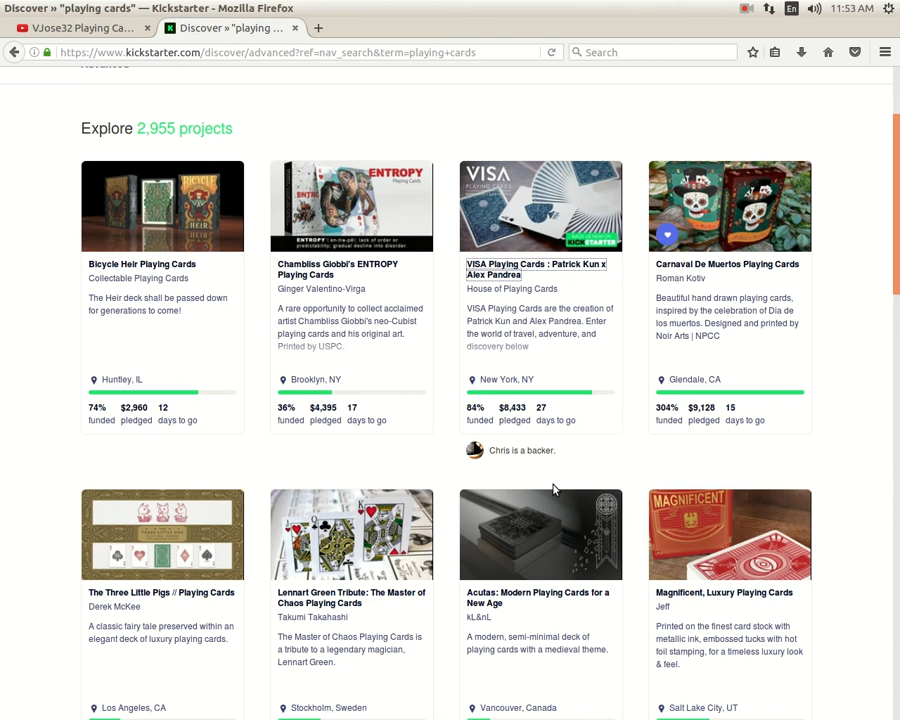 Discover » "playing cards" — Kickstarter - Mozilla Firefox
En
11:53 AM
VJose32 Playing Ca...
Discover » "playing ...
https://www.kickstarter.com/discover/advanced?ref=nav_search&term=playing+cards
Search
Explore 2,955 projects
BICYCLE
HEIR
ENTROPY
Playing Cards
ENTROPY
VISA
PLAYING CARDS
KICKSTARTER
Bicycle Heir Playing Cards
Collectable Playing Cards
The Heir deck shall be passed down
for generations to come!
Huntley, IL
74% $2,960 12
funded pledged days to go
Chambliss Giobbi's ENTROPY
Playing Cards
Ginger Valentino-Virga
A rare opportunity to collect acclaimed
artist Chambliss Giobbi's neo-Cubist
playing cards and his original art.
Printed by USPC.
Brooklyn, NY
36% $4,395 17
funded pledged days to go
VISA Playing Cards : Patrick Kun x
Alex Pandrea
House of Playing Cards
VISA Playing Cards are the creation of
Patrick Kun and Alex Pandrea. Enter
the world of travel, adventure, and
discovery below
New York, NY
84% $8,433 27
funded pledged days to go
Chris is a backer.
Carnaval De Muertos Playing Cards
Roman Kotiv
Beautiful hand drawn playing cards,
inspired by the celebration of Dia de
los muertos. Designed and printed by
Noir Arts | NPCC
Glendale, CA
304% $9,128 15
funded pledged days to go
MAGNIFICENT
The Three Little Pigs // Playing Cards
Derek McKee
A classic fairy tale preserved within an
elegant deck of luxury playing cards.
Los Angeles, CA
Lennart Green Tribute: The Master of
Chaos Playing Cards
Takumi Takahashi
The Master of Chaos Playing Cards is
a tribute to a legendary magician,
Lennart Green.
Stockholm, Sweden
Acutas: Modern Playing Cards for a
New Age
kL&nL
A modern, semi-minimal deck of
playing cards with a medieval theme.
Vancouver, Canada
Magnificent, Luxury Playing Cards
Jeff
Printed on the finest card stock with
metallic ink, embossed tucks with hot
foil stamping, for a timeless luxury look
& feel.
Salt Lake City, UT